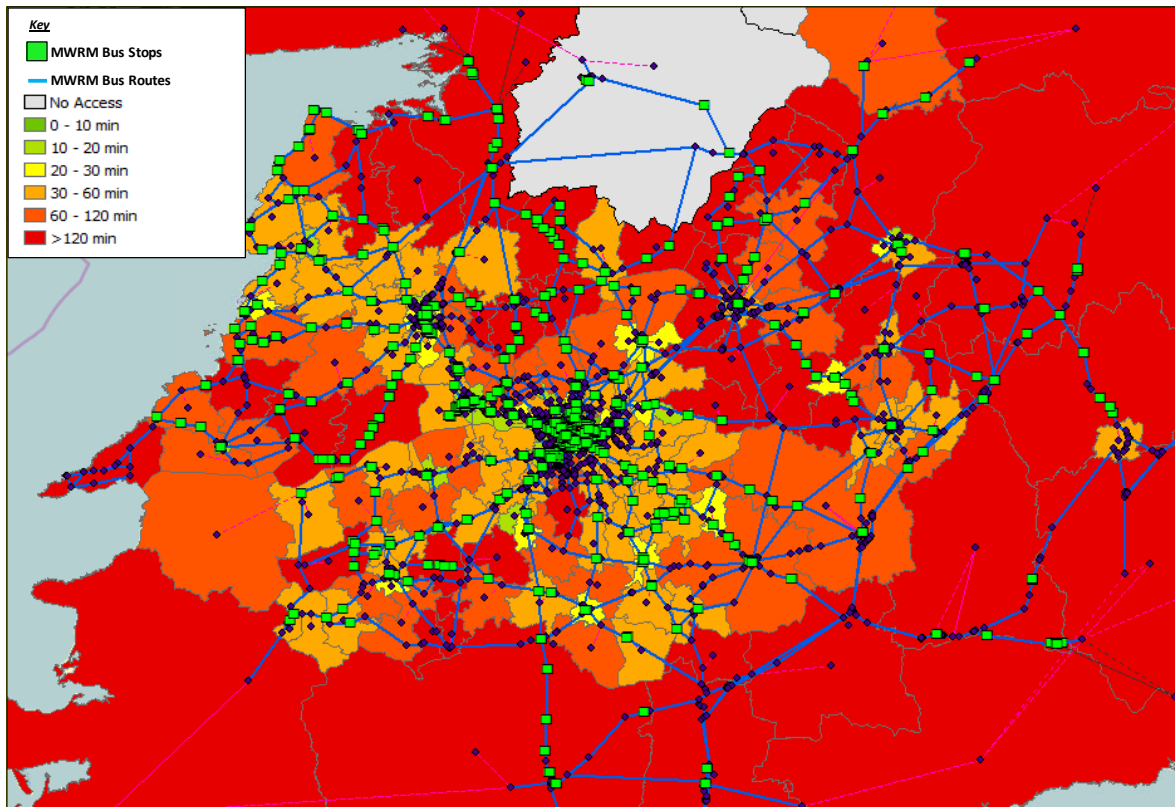 Key
MWRM Bus Stops
MWRM Bus Routes
No Access
0 - 10 min
10 - 20 min
20 - 30 min
30 - 60 min
60 - 120 min
>120 min